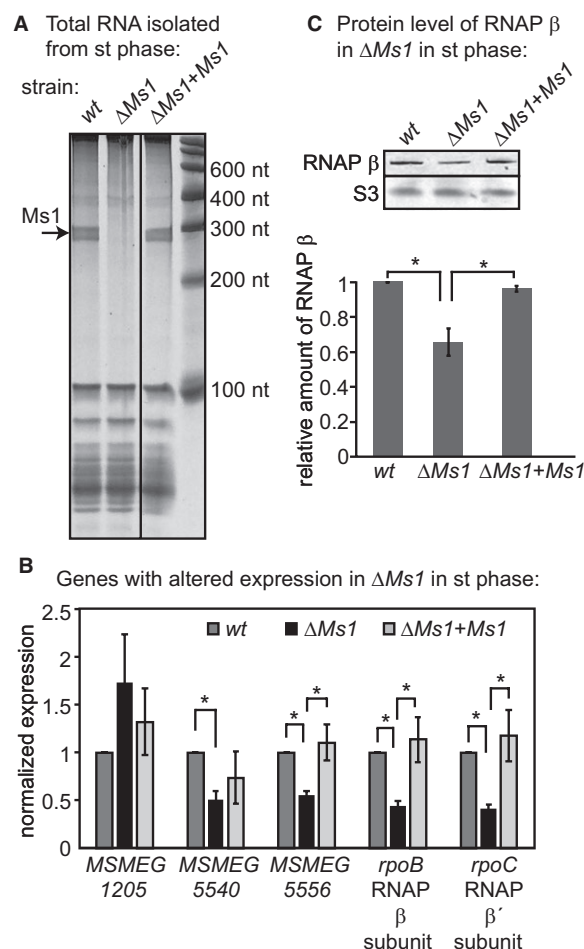 A Total RNA isolated
from st phase:
strain:
wt
ΔMs1
ΔMs1+Ms1
600 nt
400 nt
Ms1
300 nt
200 nt
100 nt
C Protein level of RNAP β
in ΔMs1 in st phase:
wt
ΔMs1
ΔMs1+Ms1
RNAP β
S3
relative amount of RNAP β
1
0.8
0.6
0.4
0.2
0
*
*
wt ΔMs1 ΔMs1+Ms1
B Genes with altered expression in ΔMs1 in st phase:
normalized expression
2.5
2
1.5
1
0.5
0
wt ΔMs1 ΔMs1+Ms1
*
* *
* *
* *
MSMEG
1205
MSMEG
5540
MSMEG
5556
rpoB
RNAP
β
subunit
rpoC
RNAP
β´
subunit